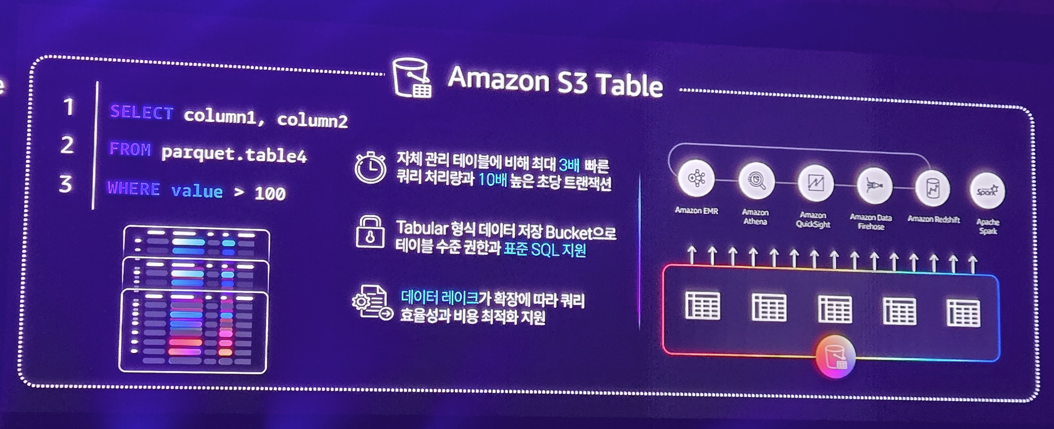 Amazon S3 Table
1 SELECT column1, column2
2 FROM parquet.table4
3 WHERE value > 100
자체 관리 테이블에 비해 최대 3배 빠른
쿼리 처리량과 10배 높은 초당 트랜잭션
Tabular 형식 데이터 저장 Bucket으로
테이블 수준 권한과 표준 SQL 지원
데이터 레이크가 확장에 따라 쿼리
효율성과 비용 최적화 지원
Amazon EMR
Amazon
Athena
Amazon
QuickSight
Amazon Data
Firehose
Amazon Redshift
Spark
Apache
Spark